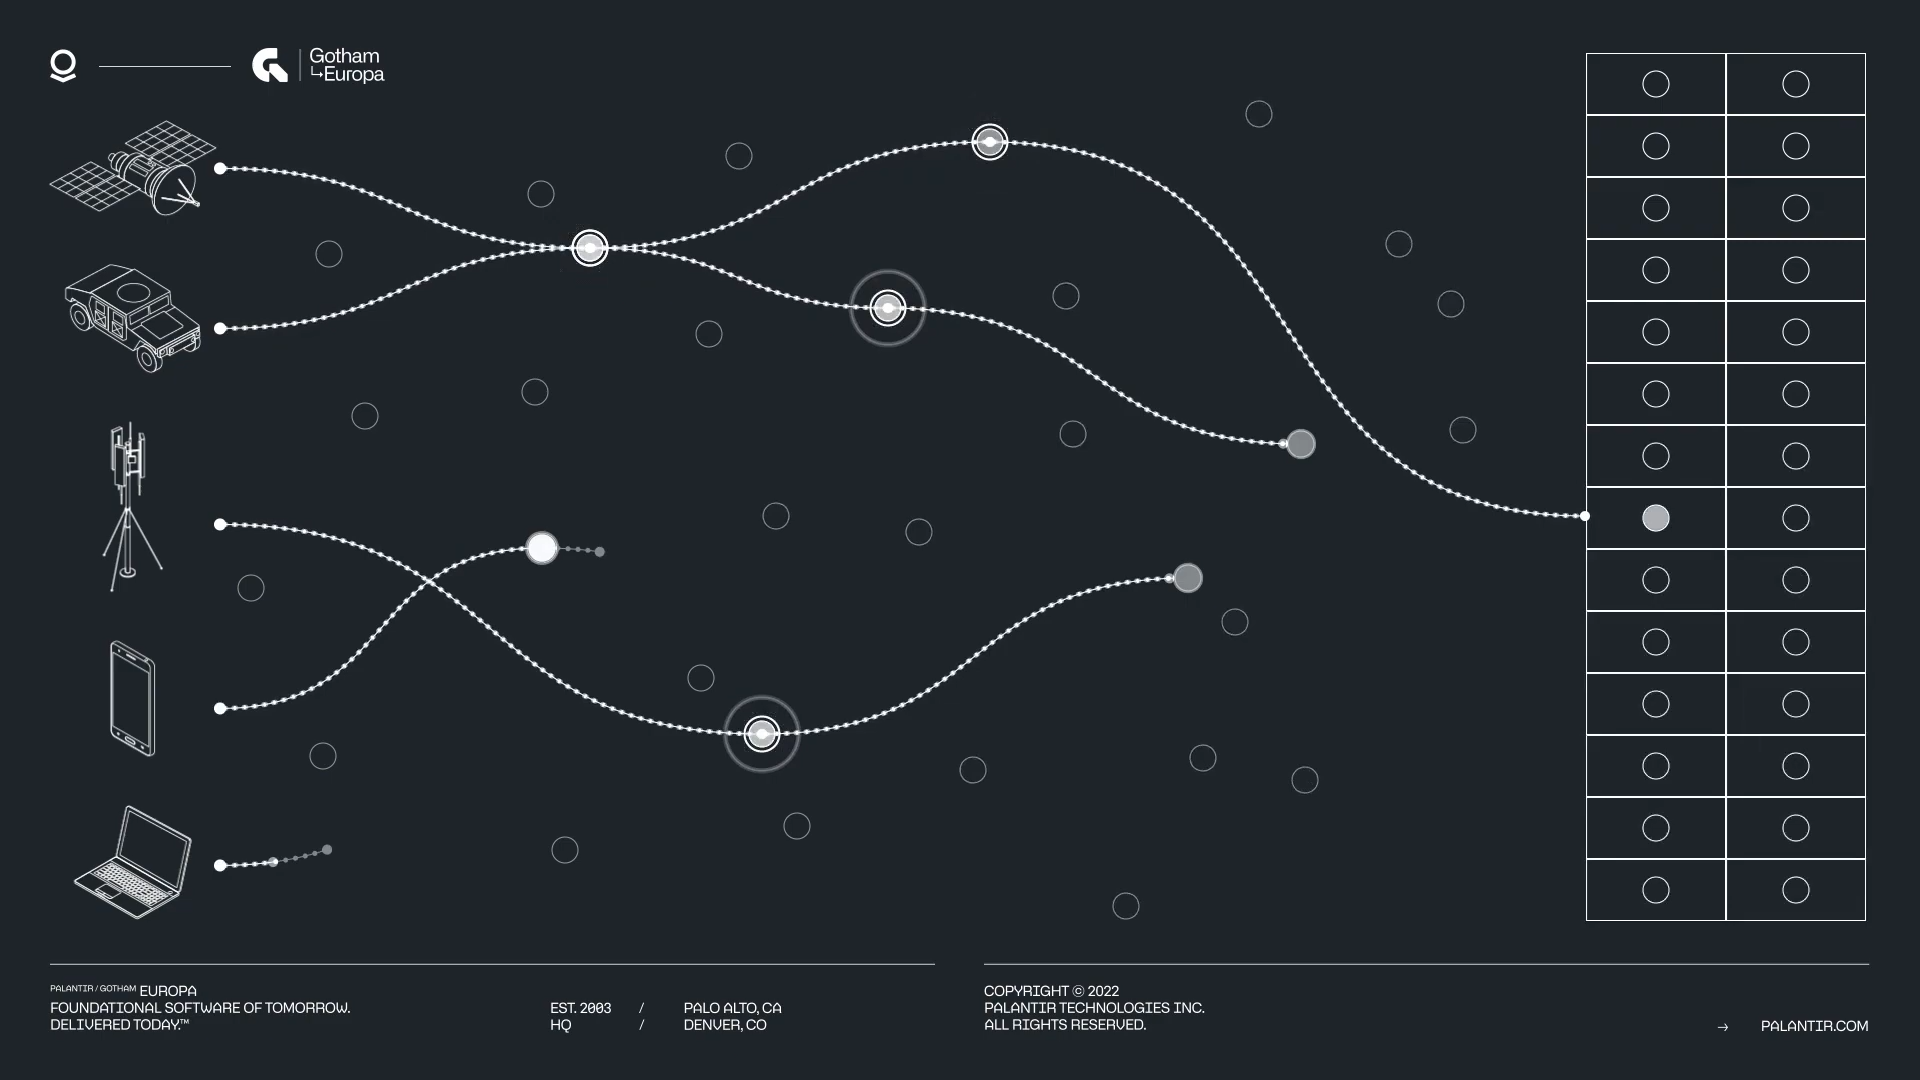 Gotham
↳Europa
PALANTIR / GOTHAM EUROPA
FOUNDATIONAL SOFTWARE OF TOMORROW.
DELIVERED TODAY.™
EST. 2003 / PALO ALTO, CA
HQ / DENVER, CO
COPYRIGHT © 2022
PALANTIR TECHNOLOGIES INC.
ALL RIGHTS RESERVED.
→ PALANTIR.COM